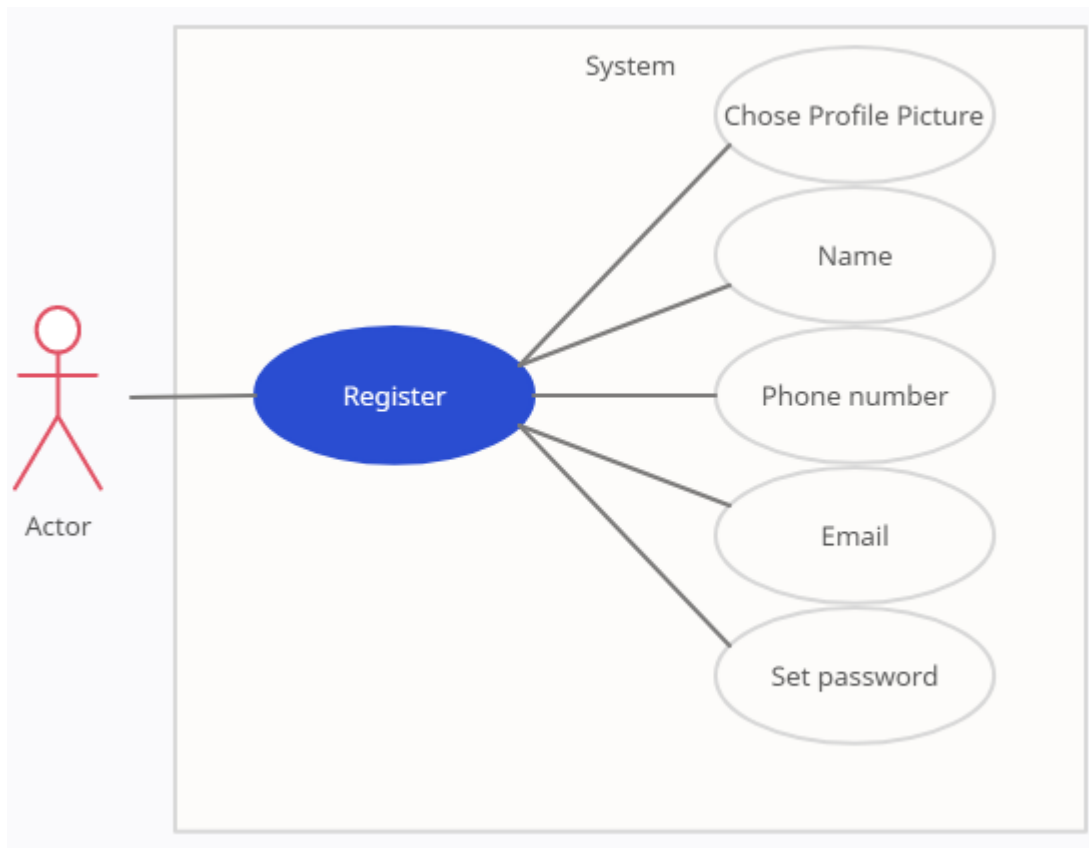 System
Chose Profile Picture
Name
Register
Phone number
Actor
Email
Set password